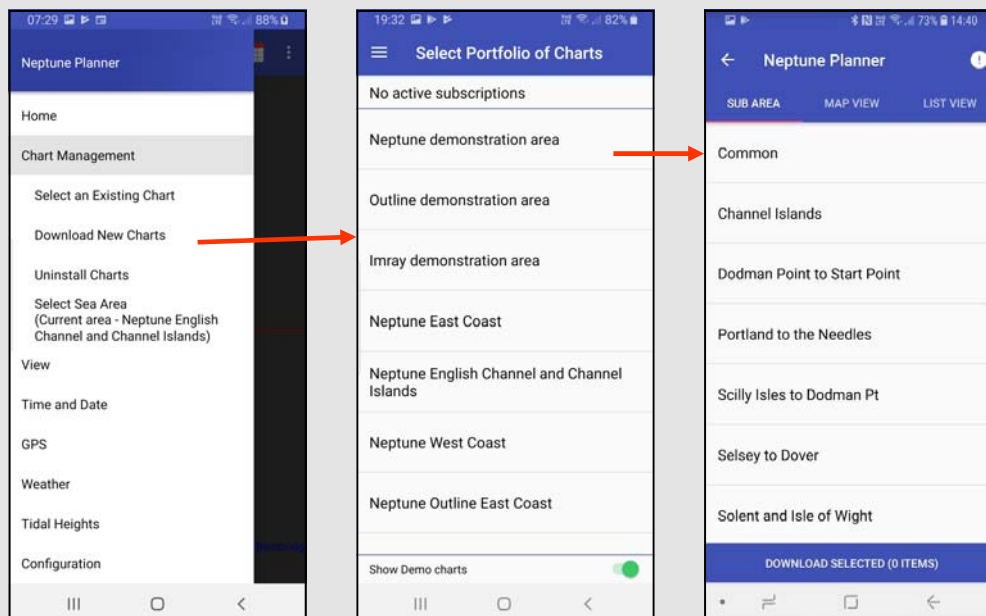 07:29 88%
Neptune Planner
Home
Chart Management
Select an Existing Chart
Download New Charts
Uninstall Charts
Select Sea Area
(Current area - Neptune English
Channel and Channel Islands)
View
Time and Date
GPS
Weather
Tidal Heights
Configuration
19:32 82%
Select Portfolio of Charts
No active subscriptions
Neptune demonstration area
Outline demonstration area
Imray demonstration area
Neptune East Coast
Neptune English Channel and Channel
Islands
Neptune West Coast
Neptune Outline East Coast
Show Demo charts
73% 14:40
Neptune Planner
SUB AREA MAP VIEW LIST VIEW
Common
Channel Islands
Dodman Point to Start Point
Portland to the Needles
Scilly Isles to Dodman Pt
Selsey to Dover
Solent and Isle of Wight
DOWNLOAD SELECTED (0 ITEMS)